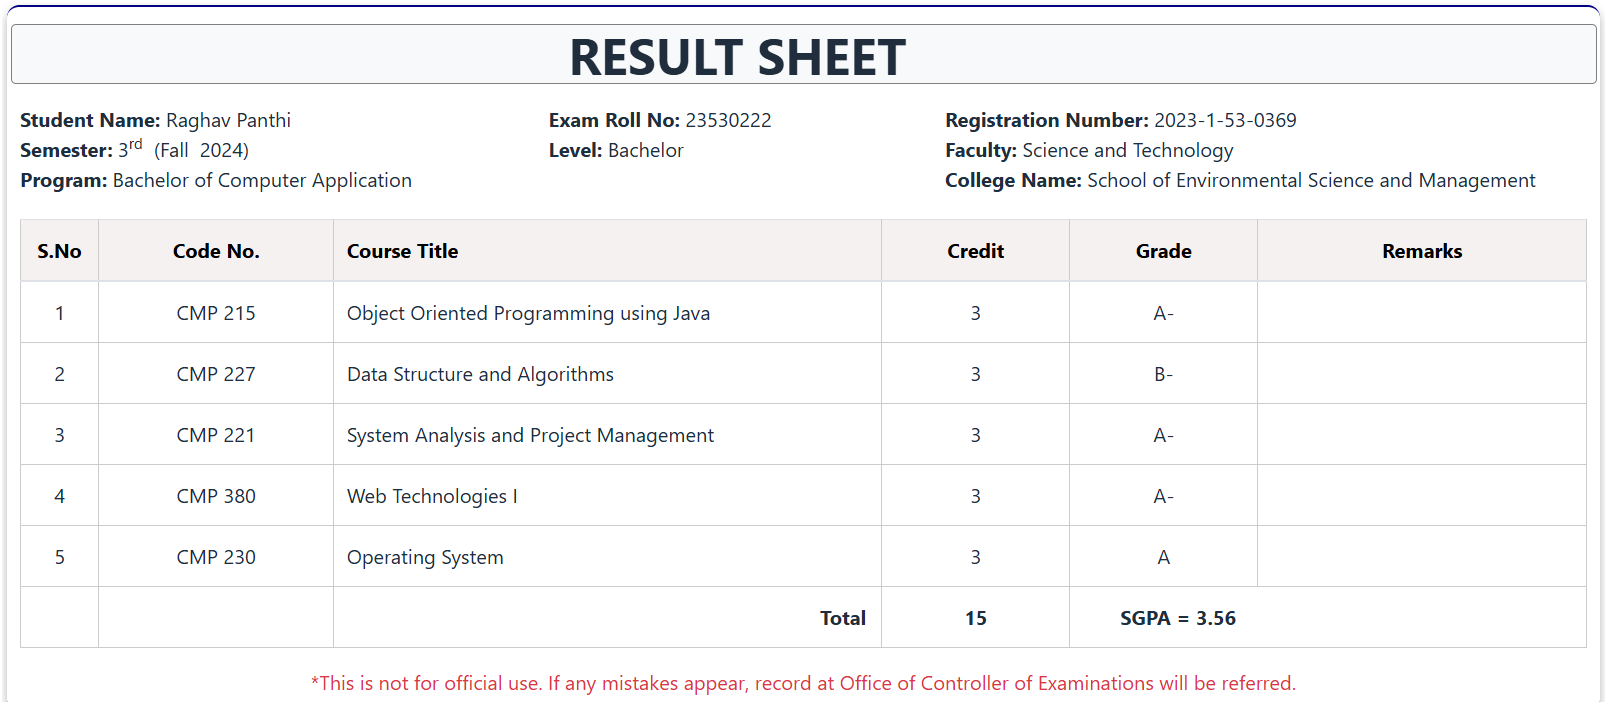 RESULT SHEET
Student Name: Raghav Panthi Exam Roll No: 23530222 Registration Number: 2023-1-53-0369
Semester: 3rd (Fall 2024) Level: Bachelor Faculty: Science and Technology
Program: Bachelor of Computer Application College Name: School of Environmental Science and Management
S.No Code No. Course Title Credit Grade Remarks
1 CMP 215 Object Oriented Programming using Java 3 A-
2 CMP 227 Data Structure and Algorithms 3 B-
3 CMP 221 System Analysis and Project Management 3 A-
4 CMP 380 Web Technologies I 3 A-
5 CMP 230 Operating System 3 A
Total 15 SGPA = 3.56
*This is not for official use. If any mistakes appear, record at Office of Controller of Examinations will be referred.